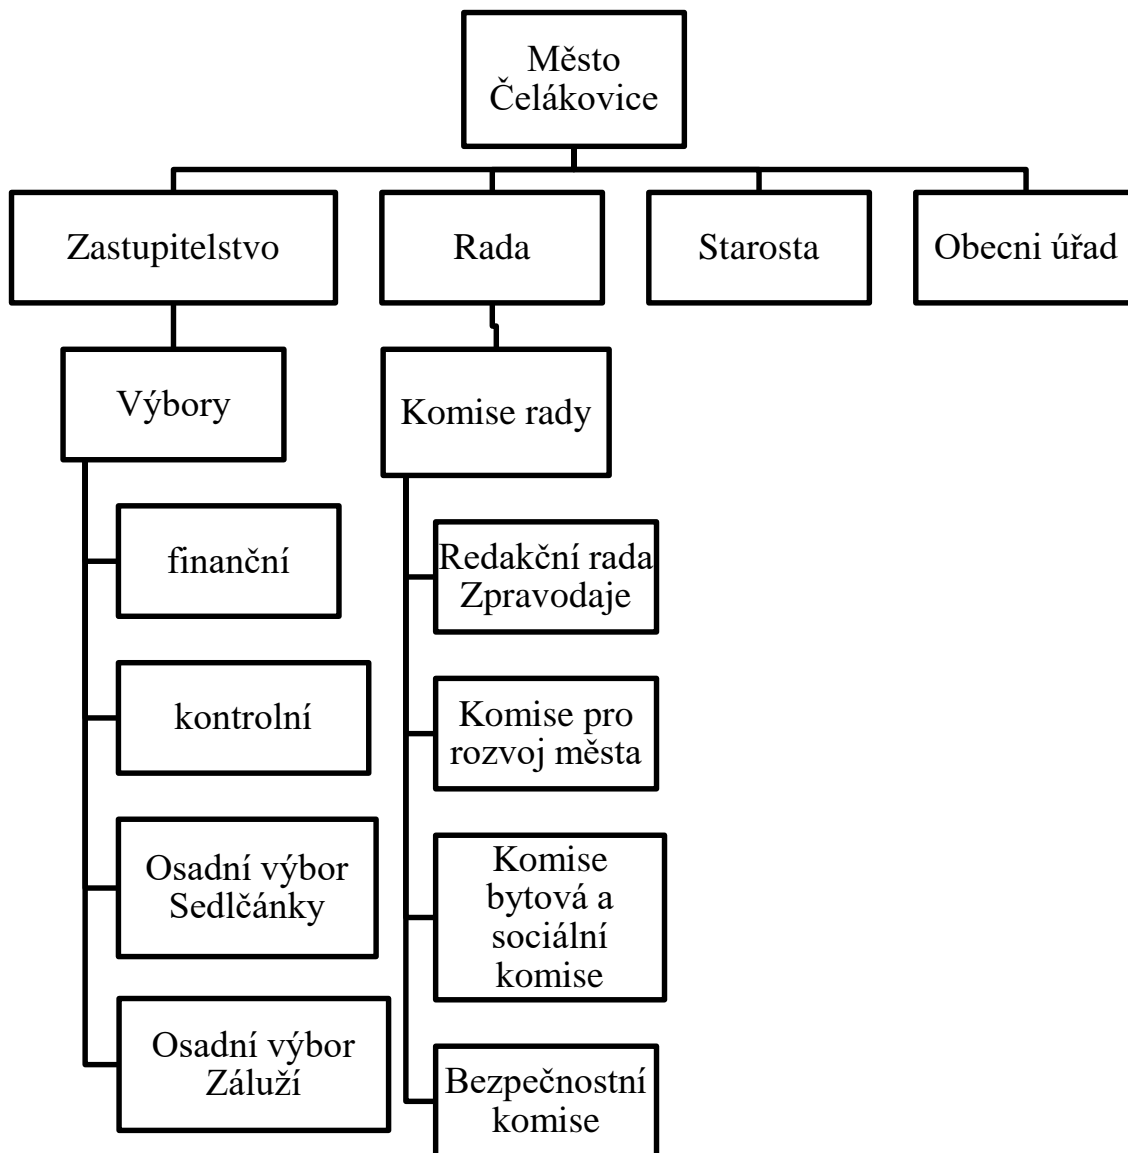 Město
Čelákovice
Zastupitelstvo
Rada
Starosta
Obecni úřad
Výbory
Komise rady
finanční
kontrolní
Osadní výbor
Sedlčánky
Osadní výbor
Záluží
Redakční rada
Zpravodaje
Komise pro
rozvoj města
Komise
bytová a
sociální
komise
Bezpečnostní
komise